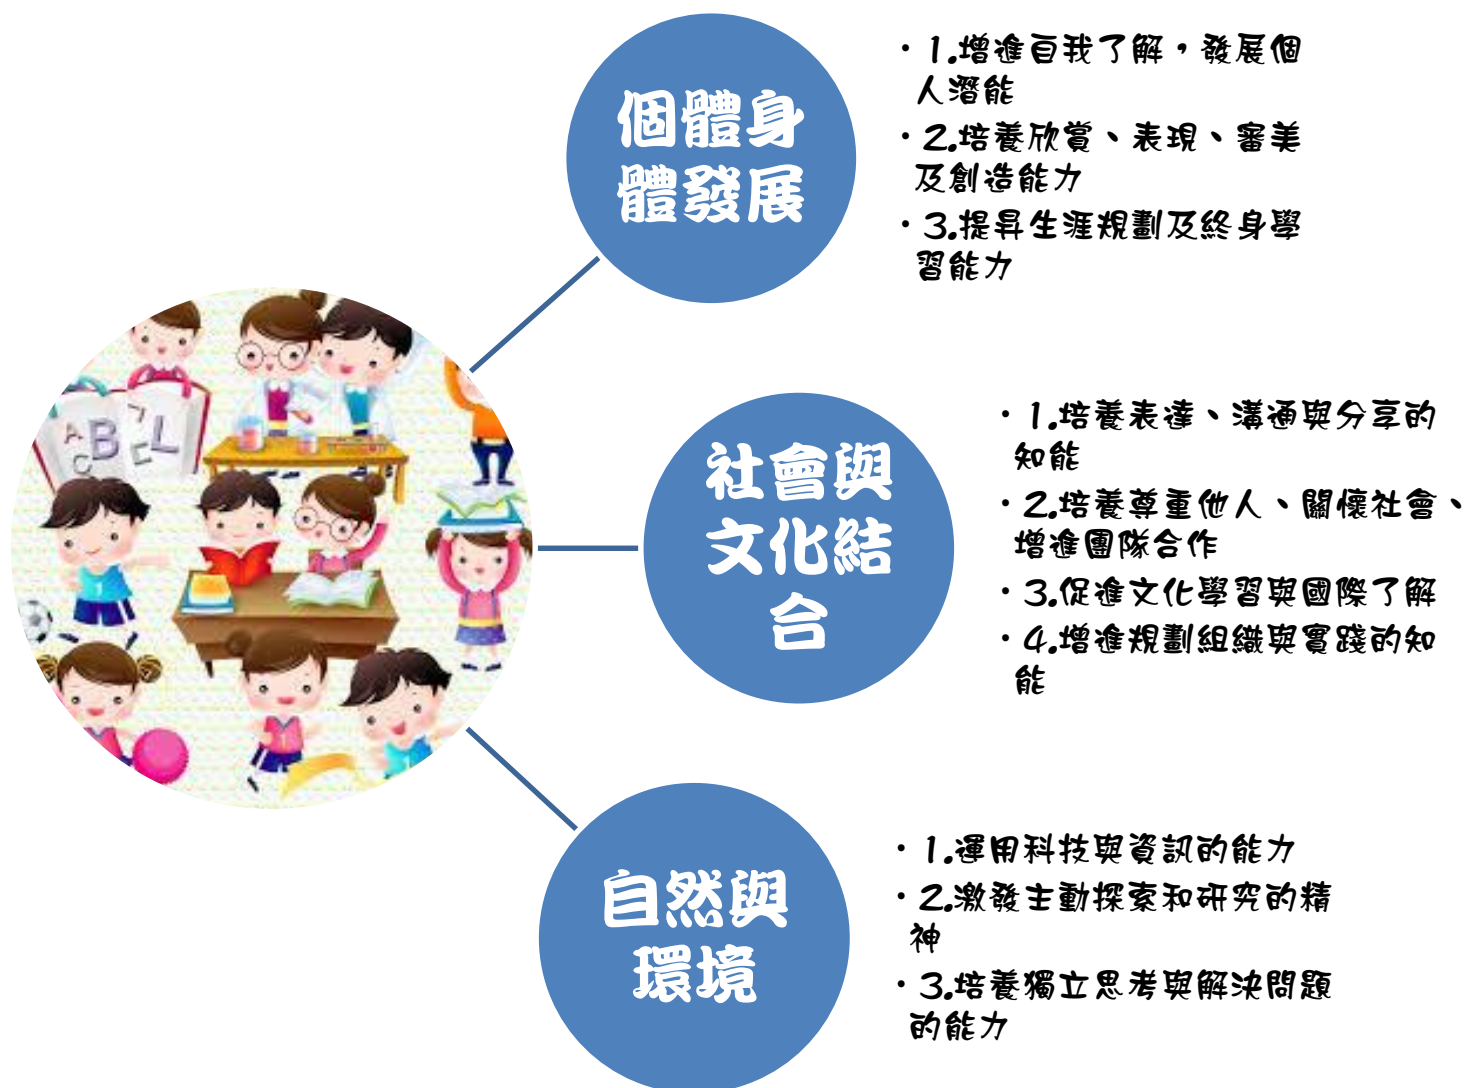 個體身
體發展
・1.增進自我了解，發展個
人潛能
・2.培養欣賞、表現、審美
及創造能力
・3.提昇生涯規劃及終身學
習能力
ABC
EL
社會與
文化結
合
・1.培養表達、溝通與分享的
知能
・2.培養尊重他人、關懷社會、
增進團隊合作
・3.促進文化學習與國際了解
・4.增進規劃組織與實踐的知
能
自然與
環境
・1.運用科技與資訊的能力
・2.激發主動探索和研究的精
神
・3.培養獨立思考與解決問題
的能力